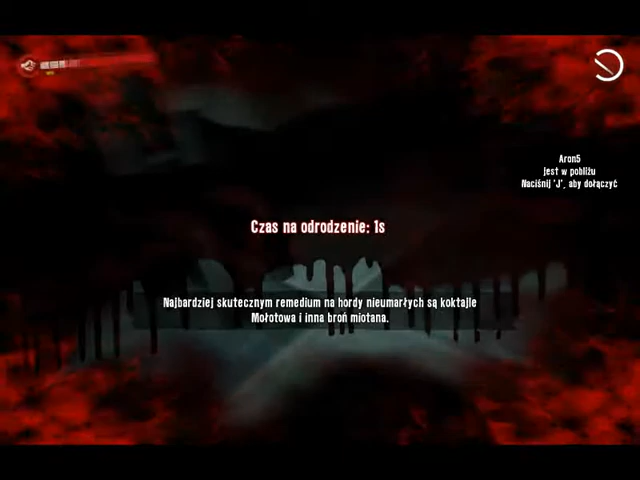 Aron5
jest w pobliżu
Naciśnij 'J', aby dołączyć
Czas na odrodzenie: 1s
Najbardziej skutecznym remedium na hordy nieumarłych są koktajle
Mołotowa i inna broń miotana.